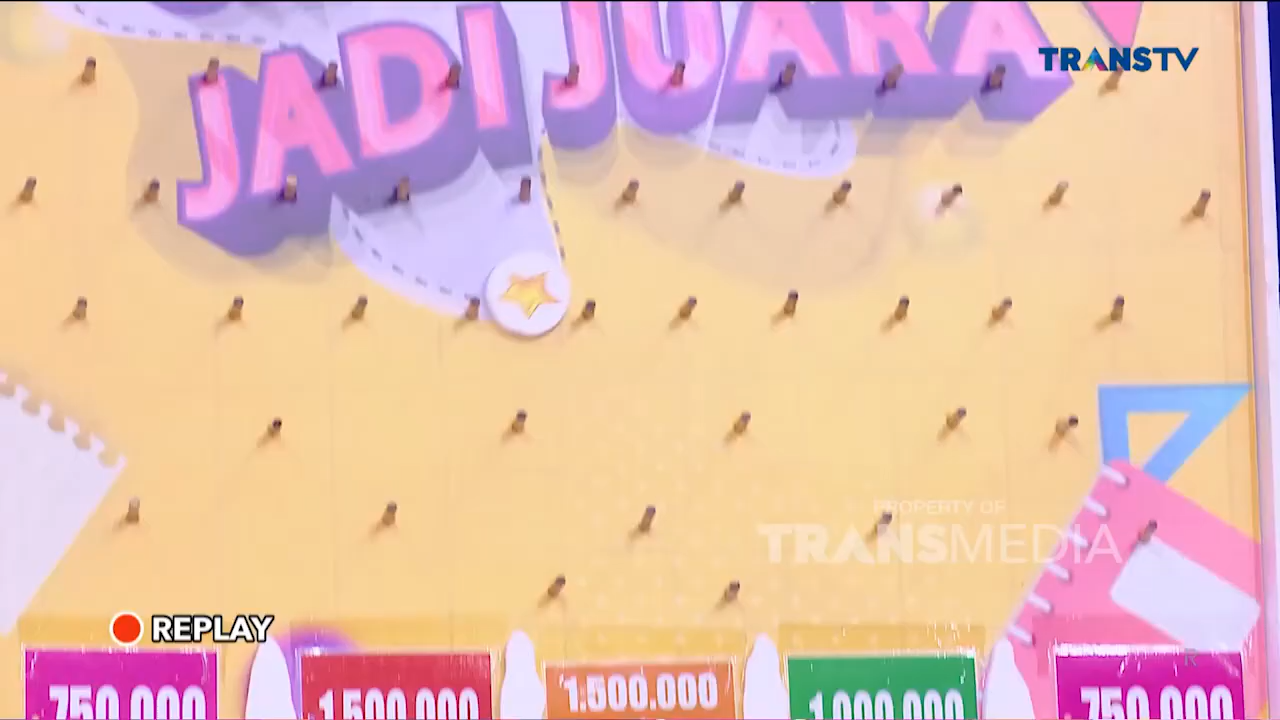 JADI JUARA
TRANSTV
PROPERTY OF
TRANSMEDIA
REPLAY
750.000
1.500.000
1.500.000
1.000.000
750.000